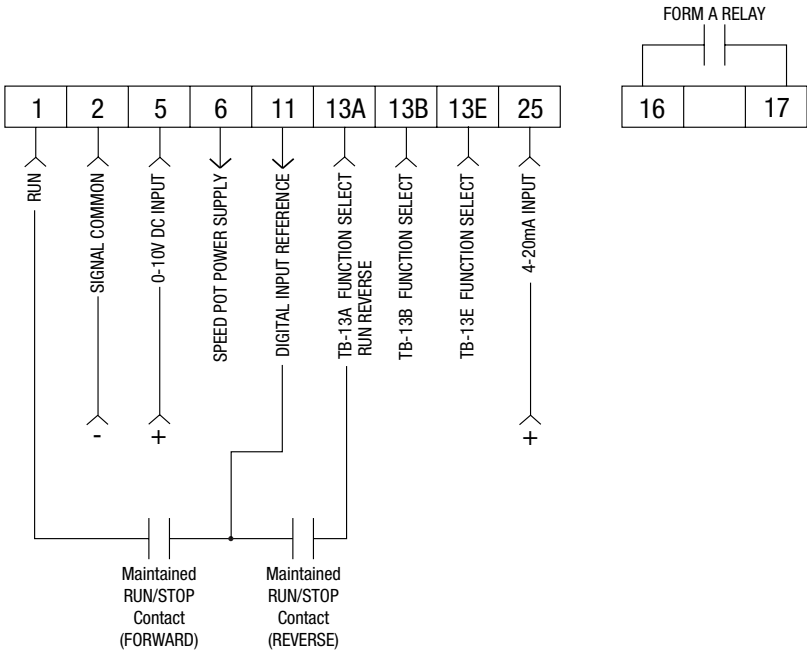 FORM A RELAY
1 2 5 6 11 13A 13B 13E 25
16 17
RUN
SIGNAL COMMON
0-10V DC INPUT
SPEED POT POWER SUPPLY
DIGITAL INPUT REFERENCE
TB-13A FUNCTION SELECT
RUN REVERSE
TB-13B FUNCTION SELECT
TB-13E FUNCTION SELECT
4-20mA INPUT
- +
+
Maintained
RUN/STOP
Contact
(FORWARD)
Maintained
RUN/STOP
Contact
(REVERSE)